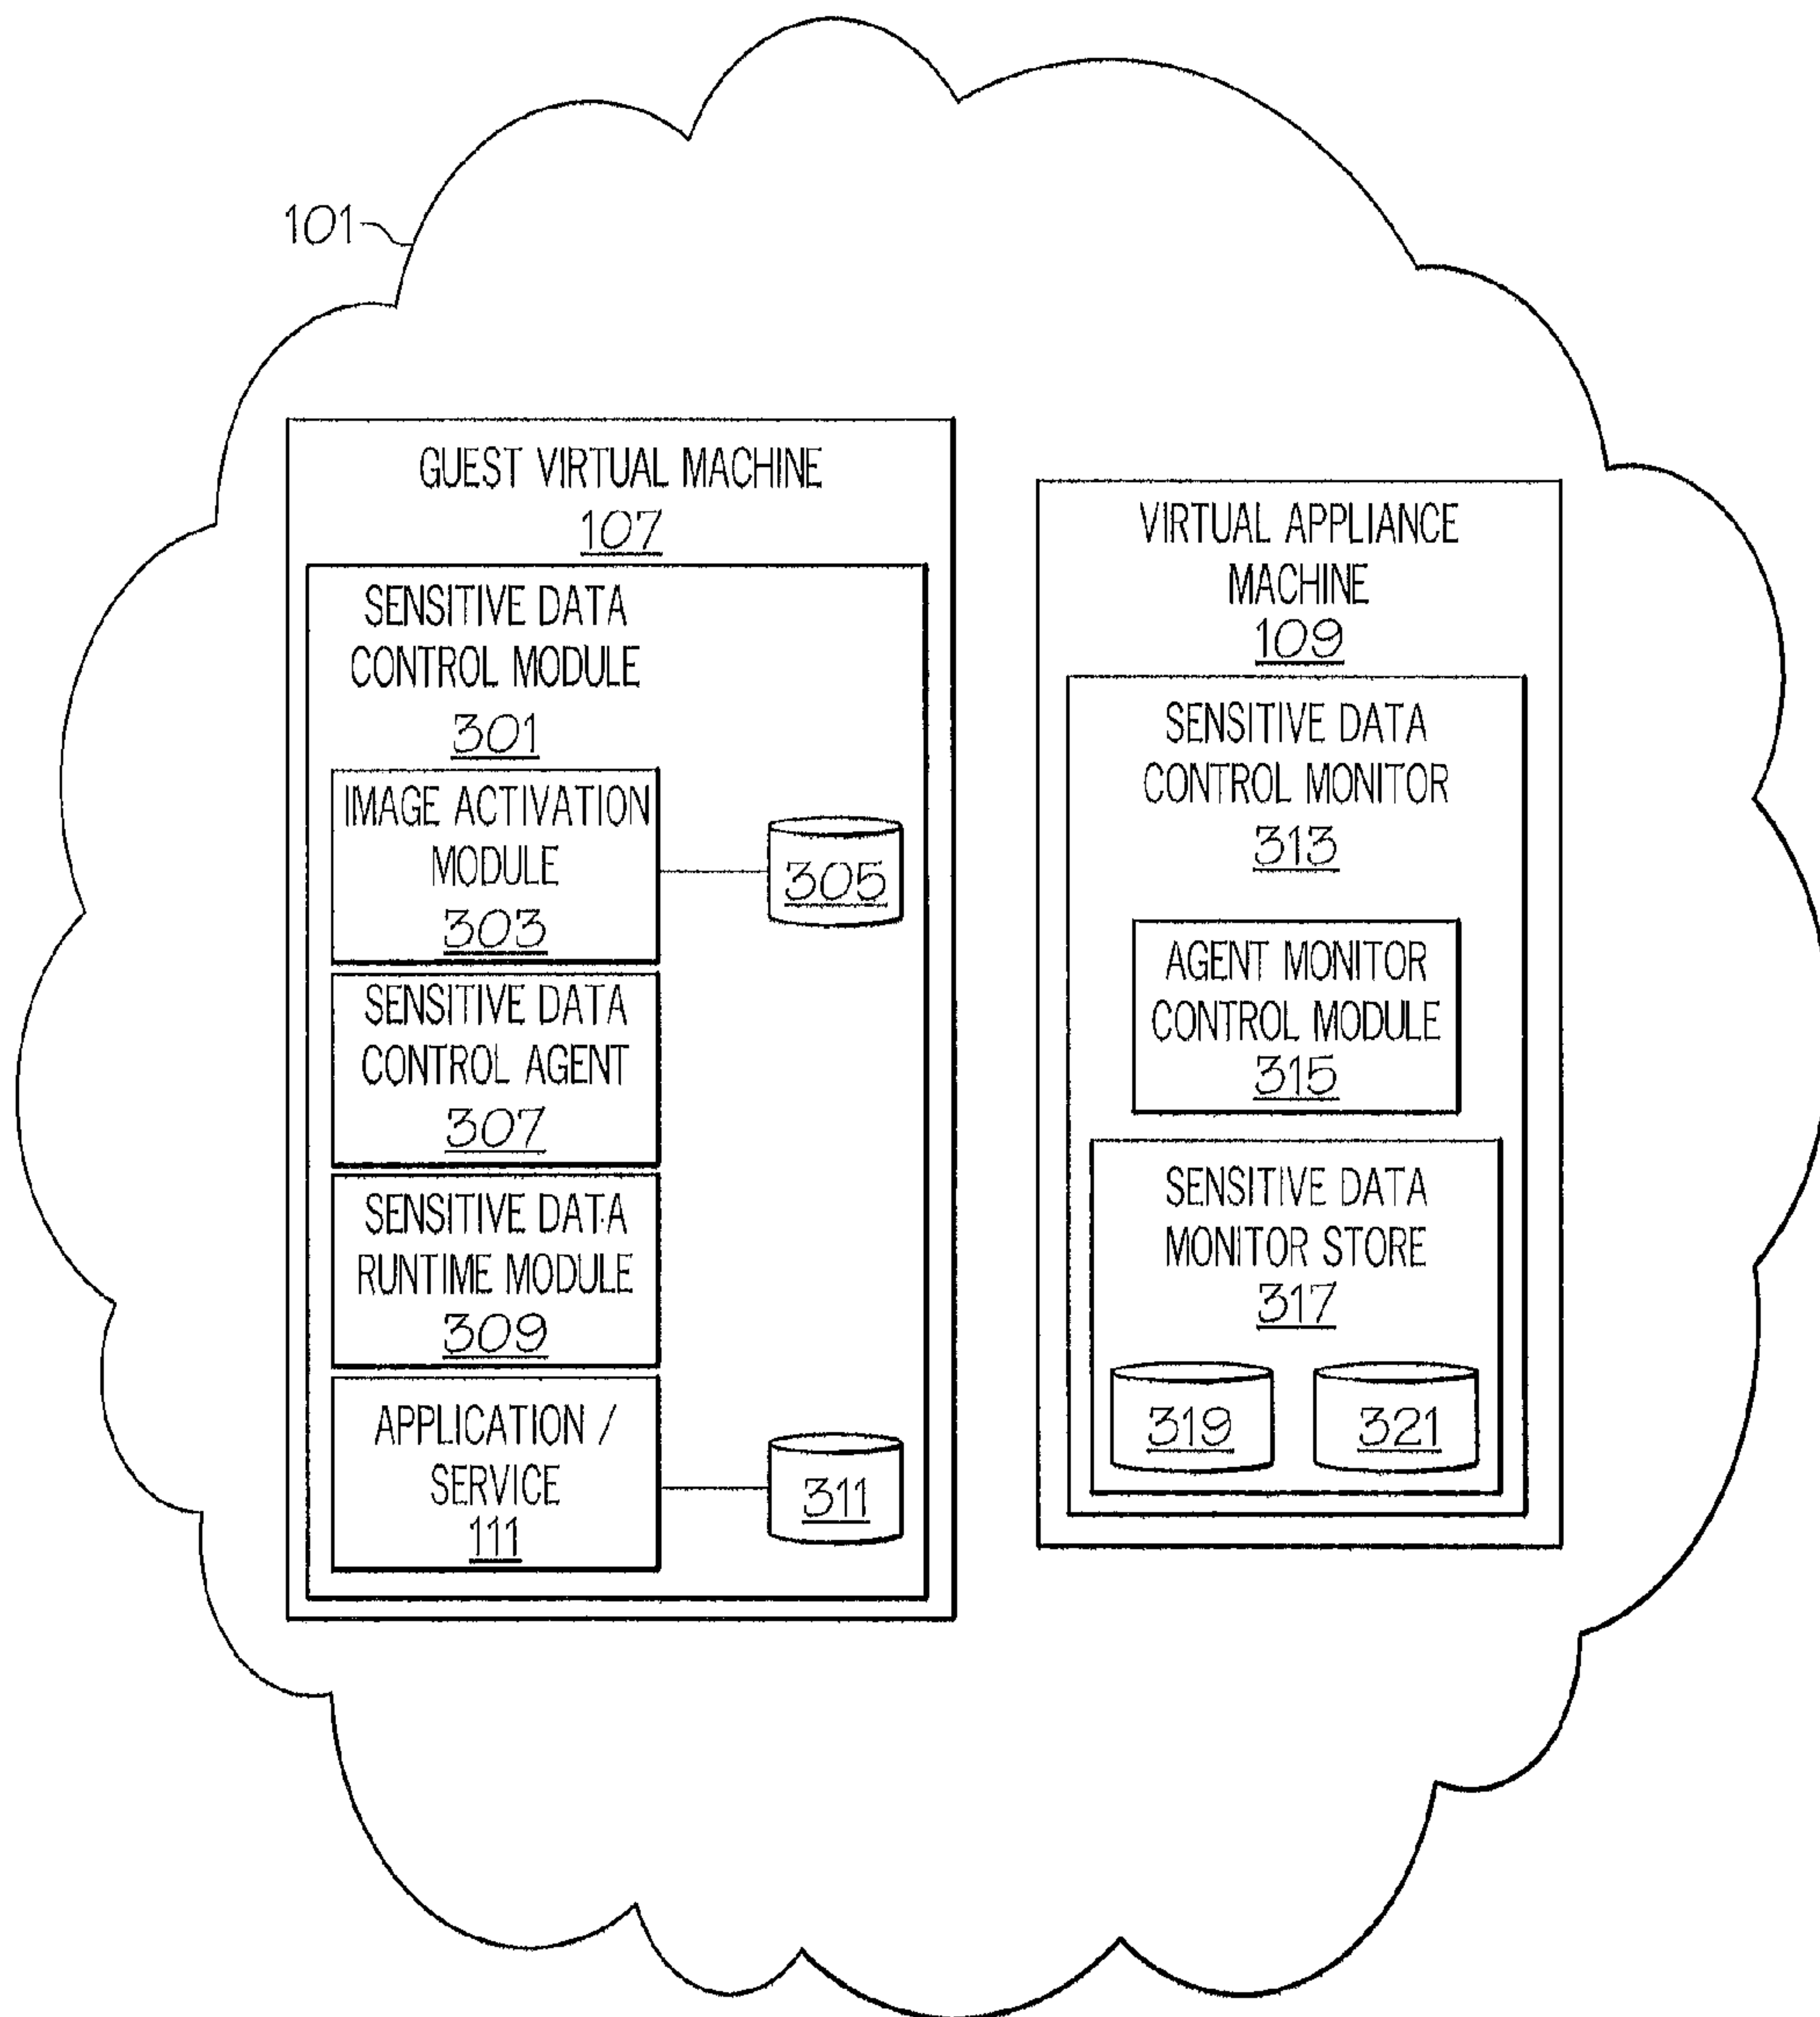 101
GUEST VIRTUAL MACHINE
107
SENSITIVE DATA
CONTROL MODULE
301
IMAGE ACTIVATION
MODULE
303
305
SENSITIVE DATA
CONTROL AGENT
307
SENSITIVE DATA
RUNTIME MODULE
309
APPLICATION /
SERVICE
111
311
VIRTUAL APPLIANCE
MACHINE
109
SENSITIVE DATA
CONTROL MONITOR
313
AGENT MONITOR
CONTROL MODULE
315
SENSITIVE DATA
MONITOR STORE
317
319
321